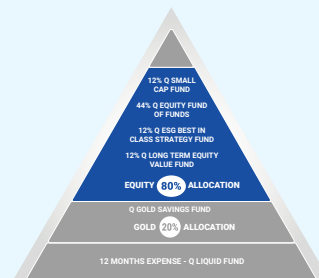 12% Q SMALL
CAP FUND
44% Q EQUITY FUND
OF FUNDS
12% Q ESG BEST IN
CLASS STRATEGY FUND
12% Q LONG TERM EQUITY
VALUE FUND
EQUITY 80% ALLOCATION
Q GOLD SAVINGS FUND
GOLD 20% ALLOCATION
12 MONTHS EXPENSE - Q LIQUID FUND